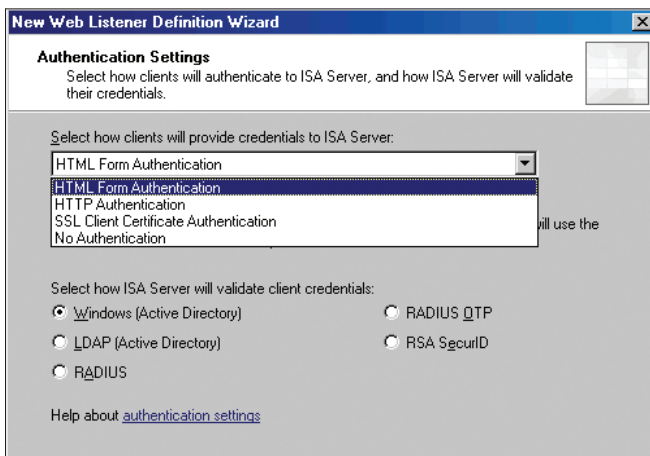 New Web Listener Definition Wizard
Authentication Settings
Select how clients will authenticate to ISA Server, and how ISA Server will validate
their credentials.
Select how clients will provide credentials to ISA Server:
HTML Form Authentication
HTML Form Authentication
HTTP Authentication
SSL Client Certificate Authentication
No Authentication
will use the
Select how ISA Server will validate client credentials:
Windows (Active Directory)
RADIUS OTP
LDAP (Active Directory)
RSA SecurID
RADIUS
Help about authentication settings